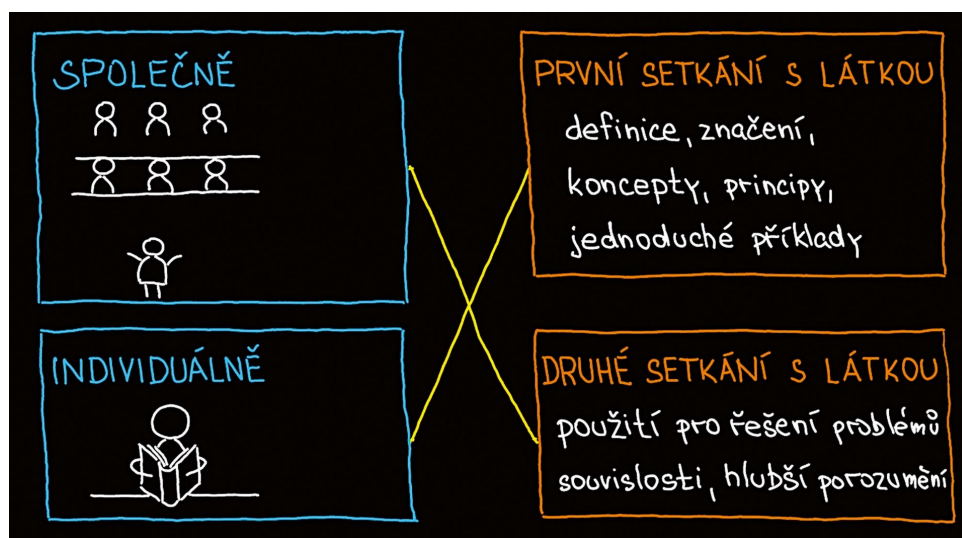 SPOLEČNĚ
INDIVIDUÁLNĚ
PRVNÍ SETKÁNÍ S LÁTKOU
definice, značení,
koncepty, principy,
jednoduché příklady
DRUHÉ SETKÁNÍ S LÁTKOU
použití pro řešení problémů
souvislosti, hlubší porozumění